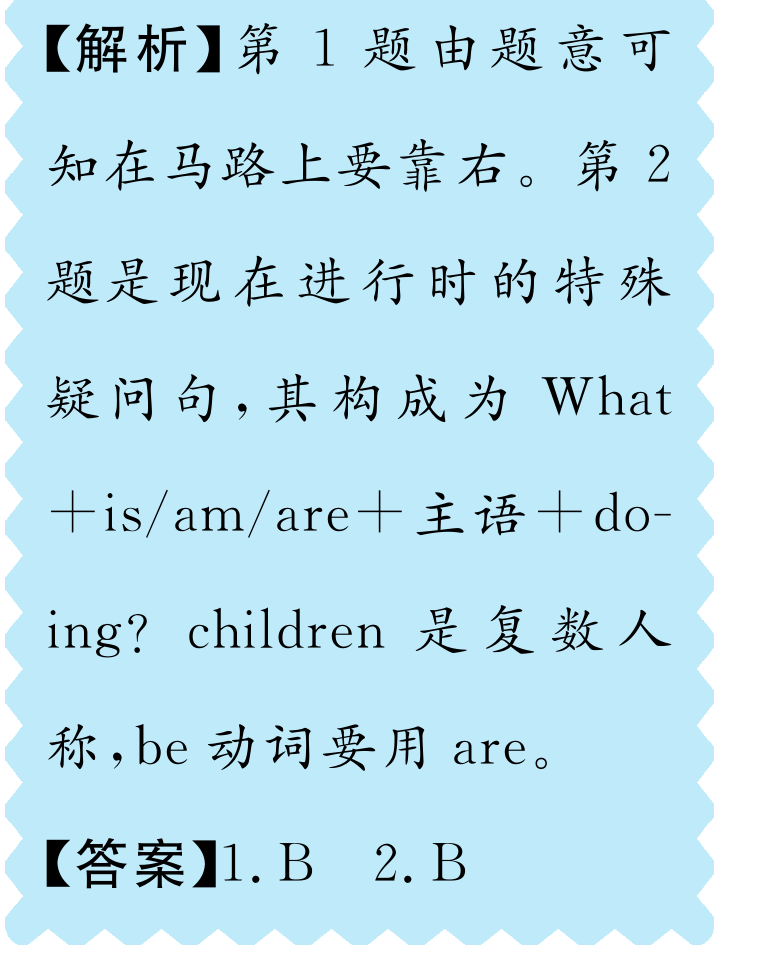 【解析】第 1 题由题意可
知在马路上要靠右。第 2
题是现在进行时的特殊
疑问句,其构成为 What
+is/am/are+主语+do-
ing? children 是复数人
称,be 动词要用 are。
【答案】1. B 2. B